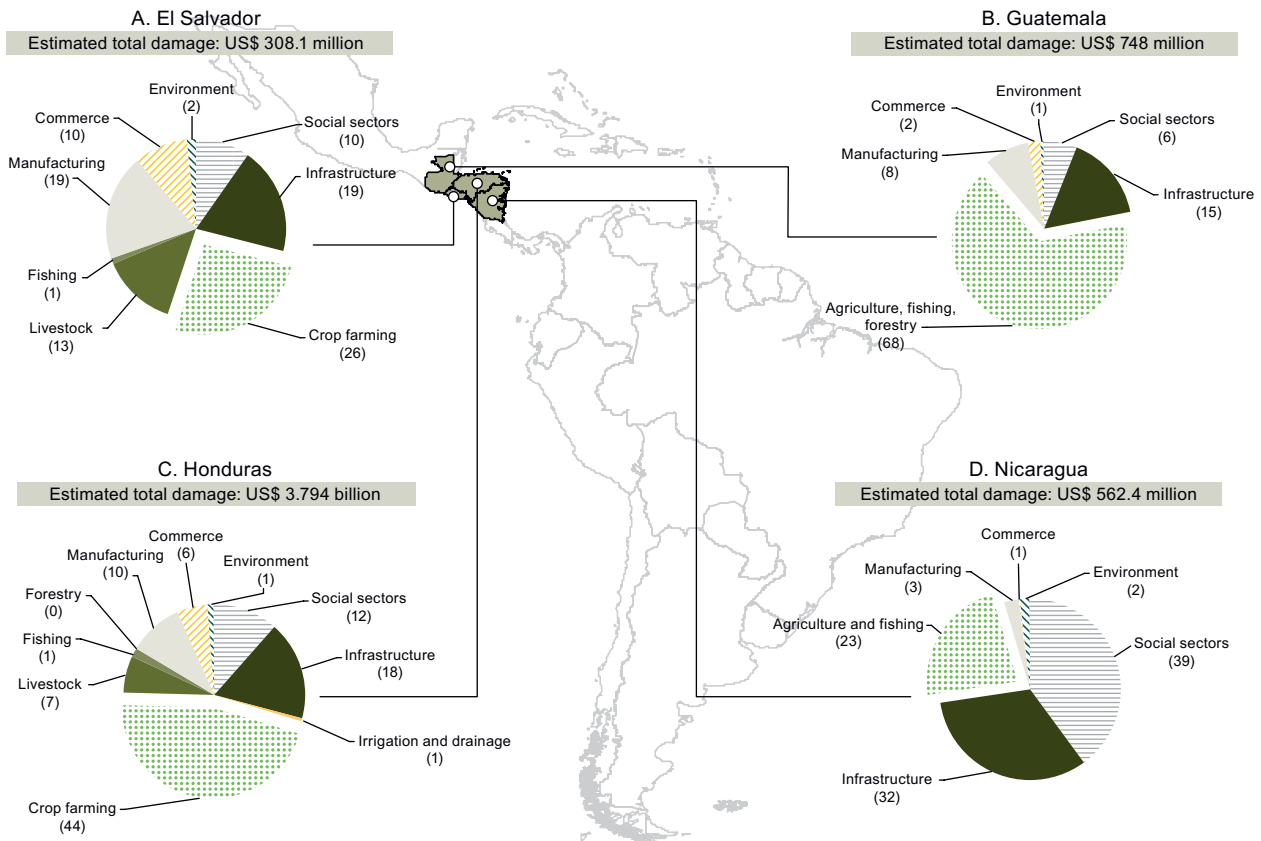 A. El Salvador
Estimated total damage: US$ 308.1 million
Environment
(2)
Commerce
(10)
Social sectors
(10)
Manufacturing
(19)
Infrastructure
(19)
Fishing
(1)
Livestock
(13)
Crop farming
(26)
B. Guatemala
Estimated total damage: US$ 748 million
Environment
(1)
Commerce
(2)
Social sectors
(6)
Manufacturing
(8)
Infrastructure
(15)
Agriculture, fishing,
forestry
(68)
C. Honduras
Estimated total damage: US$ 3.794 billion
Commerce
(6)
Manufacturing
(10)
Environment
(1)
Forestry
(0)
Social sectors
(12)
Fishing
(1)
Infrastructure
(18)
Livestock
(7)
Irrigation and drainage
(1)
Crop farming
(44)
D. Nicaragua
Estimated total damage: US$ 562.4 million
Commerce
(1)
Manufacturing
(3)
Environment
(2)
Agriculture and fishing
(23)
Social sectors
(39)
Infrastructure
(32)